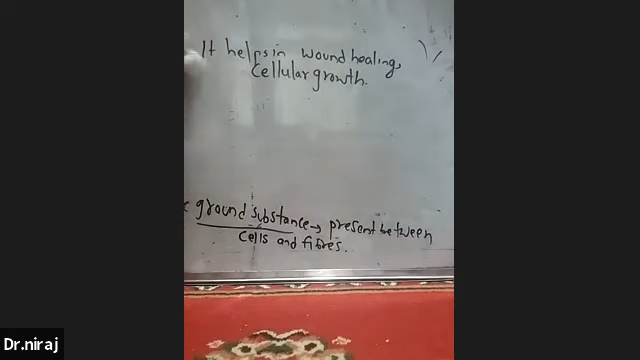 It helps in wound healing,
cellular growth.
ground substance → present between
cells and fibres.
Dr.niraj